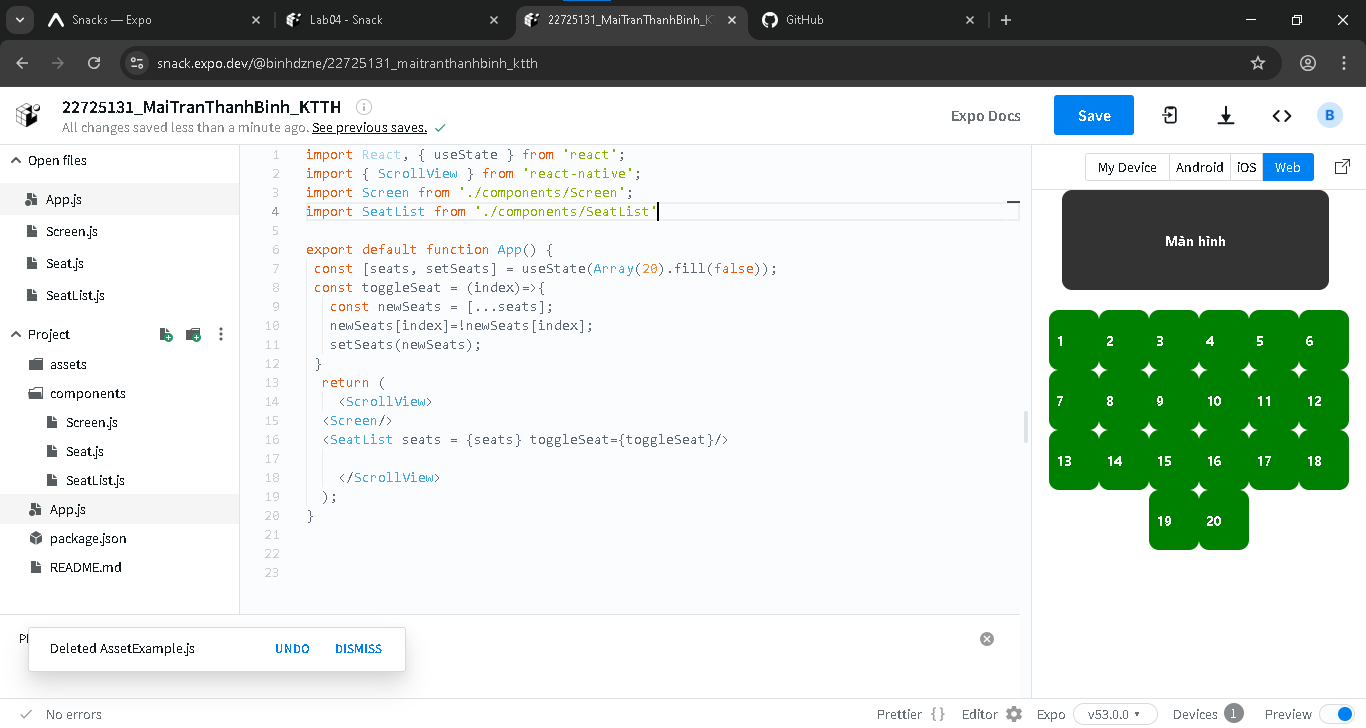 Snacks — Expo
Lab04 - Snack
22725131_MaiTranThanhBinh_KT
GitHub
snack.expo.dev/@binhdzne/22725131_maitranthanhbinh_ktth
22725131_MaiTranThanhBinh_KTTH
All changes saved less than a minute ago. See previous saves.
Expo Docs
Save
B
Open files
App.js
Screen.js
Seat.js
SeatList.js
Project
assets
components
Screen.js
Seat.js
SeatList.js
App.js
package.json
README.md
1 import React, { useState } from 'react';
2 import { ScrollView } from 'react-native';
3 import Screen from './components/Screen';
4 import SeatList from './components/SeatList'
5
6 export default function App() {
7 const [seats, setSeats] = useState(Array(20).fill(false));
8 const toggleSeat = (index)=>{
9 const newSeats = [...seats];
10 newSeats[index]=!newSeats[index];
11 setSeats(newSeats);
12 }
13 return (
14 <ScrollView>
15 <Screen/>
16 <SeatList seats = {seats} toggleSeat={toggleSeat}/>
17
18 </ScrollView>
19 );
20 }
21
22
23
My Device Android iOS Web
Màn hình
1 2 3 4 5 6
7 8 9 10 11 12
13 14 15 16 17 18
19 20
Deleted AssetExample.js UNDO DISMISS
No errors
Prettier {} Editor Expo v53.0.0 Devices 1 Preview